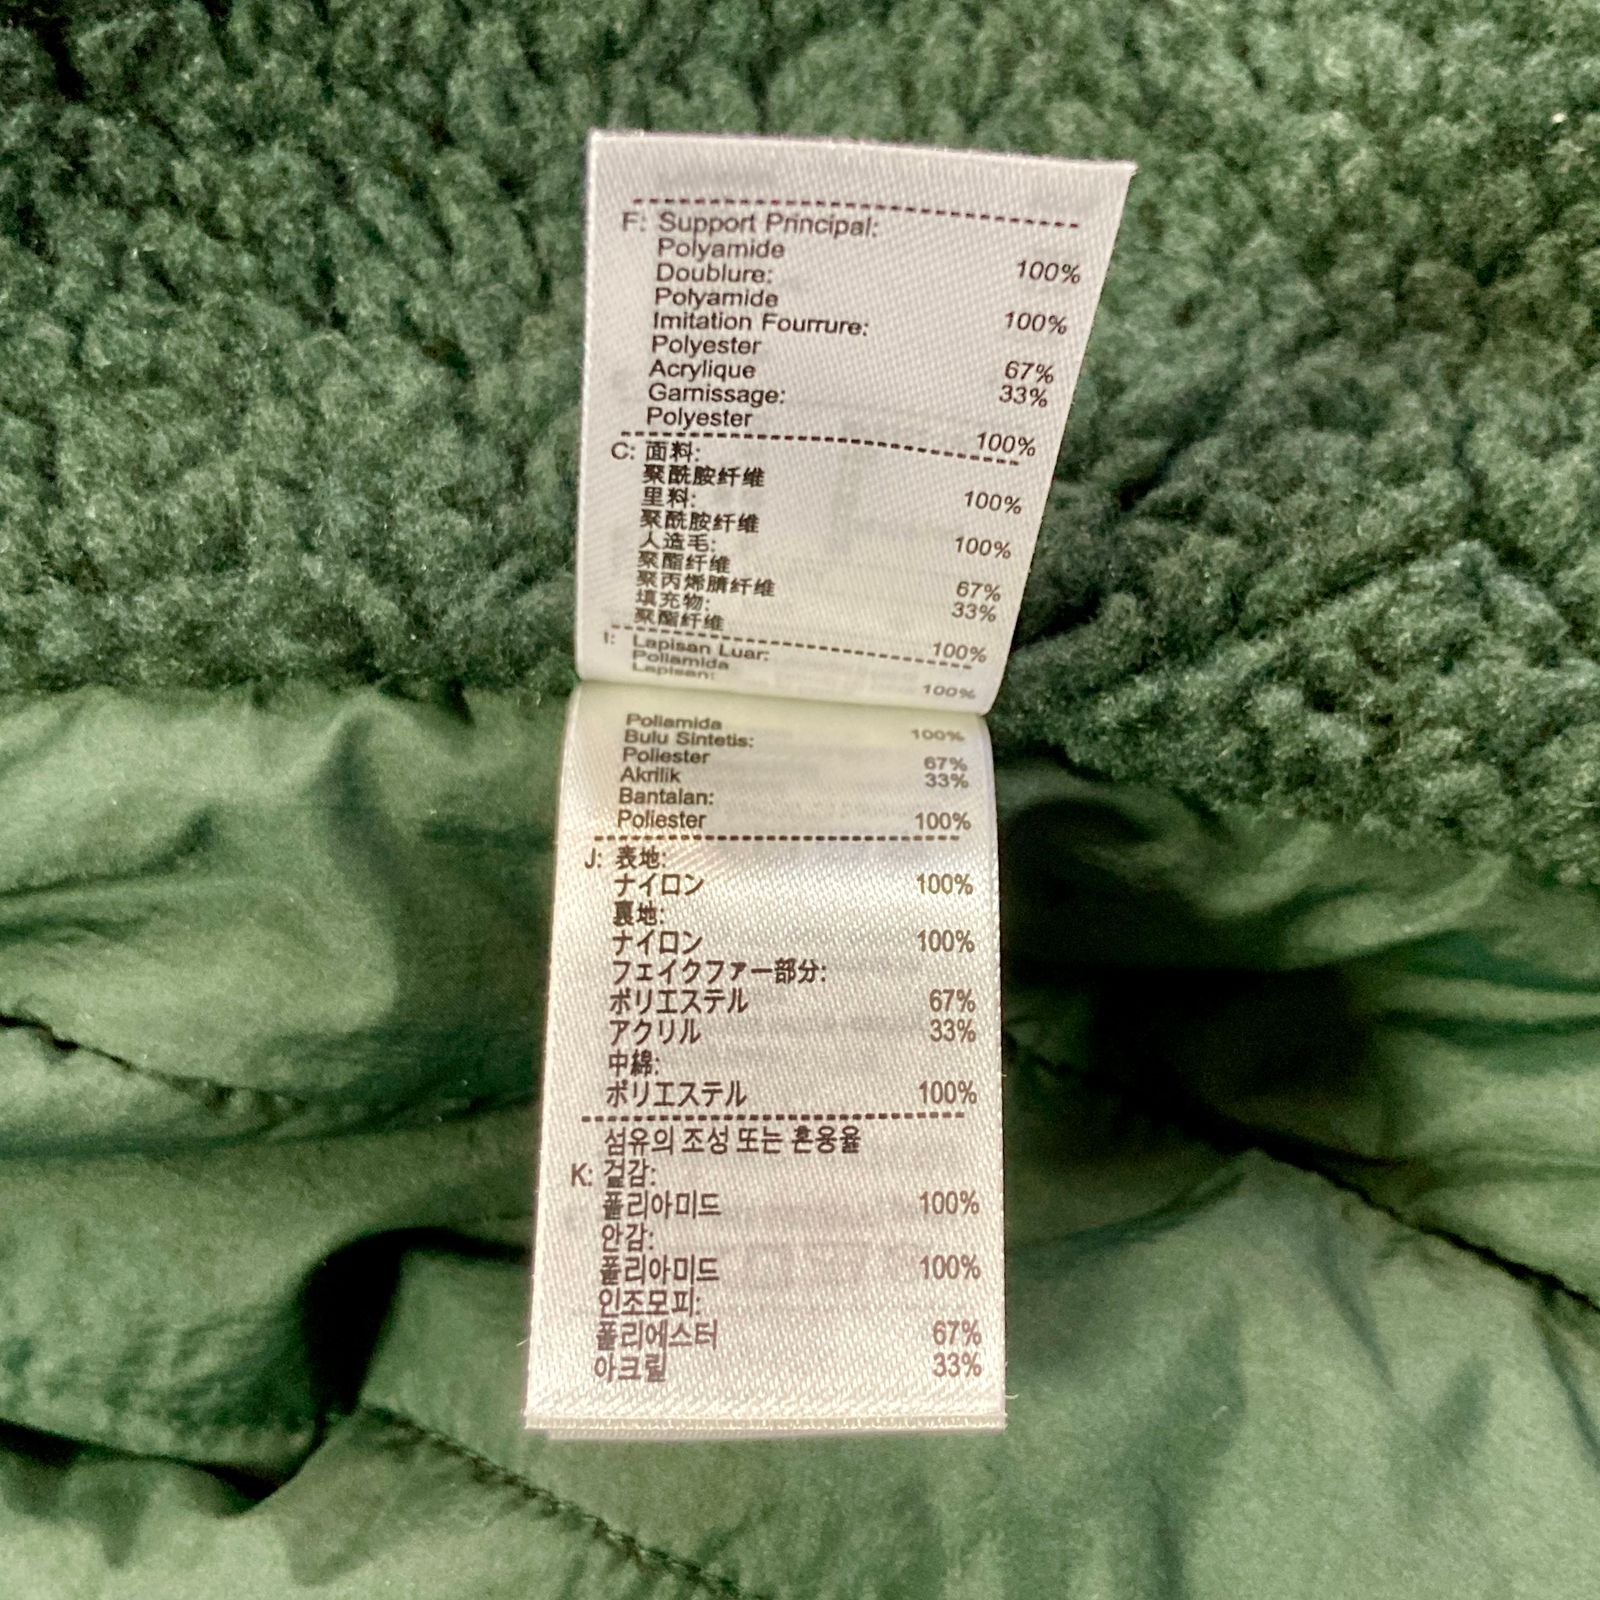 F: Support Principal:
Polyamide 100%
Doublure:
Polyamide 100%
Imitation Fourrure:
Polyester 67%
Acrylique 33%
Garnissage:
Polyester 100%
C: 面料:
聚酰胺纤维 100%
里料:
聚酰胺纤维 100%
人造毛:
聚酯纤维 67%
聚丙烯腈纤维 33%
填充物:
聚酯纤维 100%
I: Lapisan Luar:
Poliamida 100%
Lapisan:
Poliamida 100%
Bulu Sintetis:
Poliester 67%
Akrilik 33%
Bantalan:
Poliester 100%
J: 表地:
ナイロン 100%
裏地:
ナイロン 100%
フェイクファー部分:
ポリエステル 67%
アクリル 33%
中綿:
ポリエステル 100%
섬유의 조성 또는 혼용율
K: 겉감:
폴리아미드 100%
안감:
폴리아미드 100%
인조모피:
폴리에스터 67%
아크릴 33%